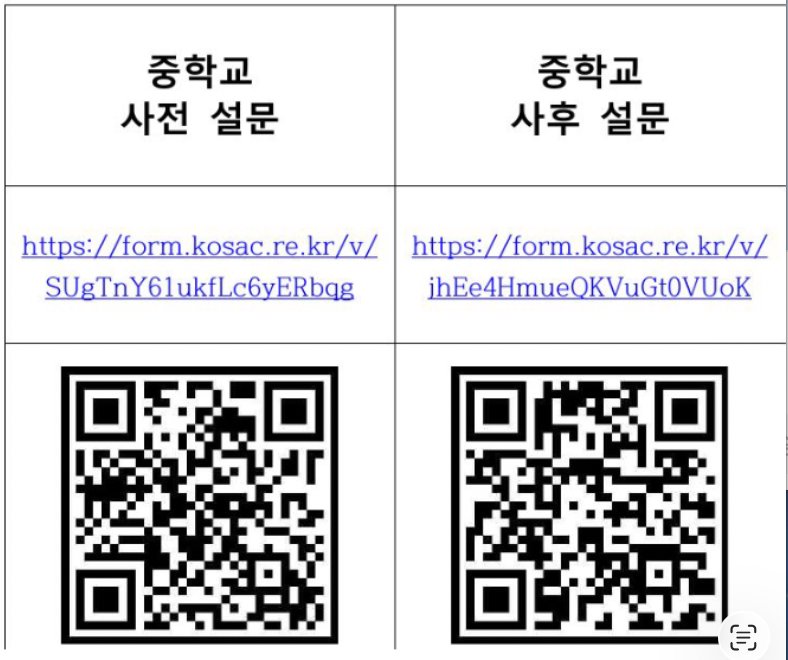 중학교
사전 설문
중학교
사후 설문
https://form.kosac.re.kr/v/
SUgTnY61ukfLc6yERbqg
https://form.kosac.re.kr/v/
jhEe4HmueQKVuGt0VUoK